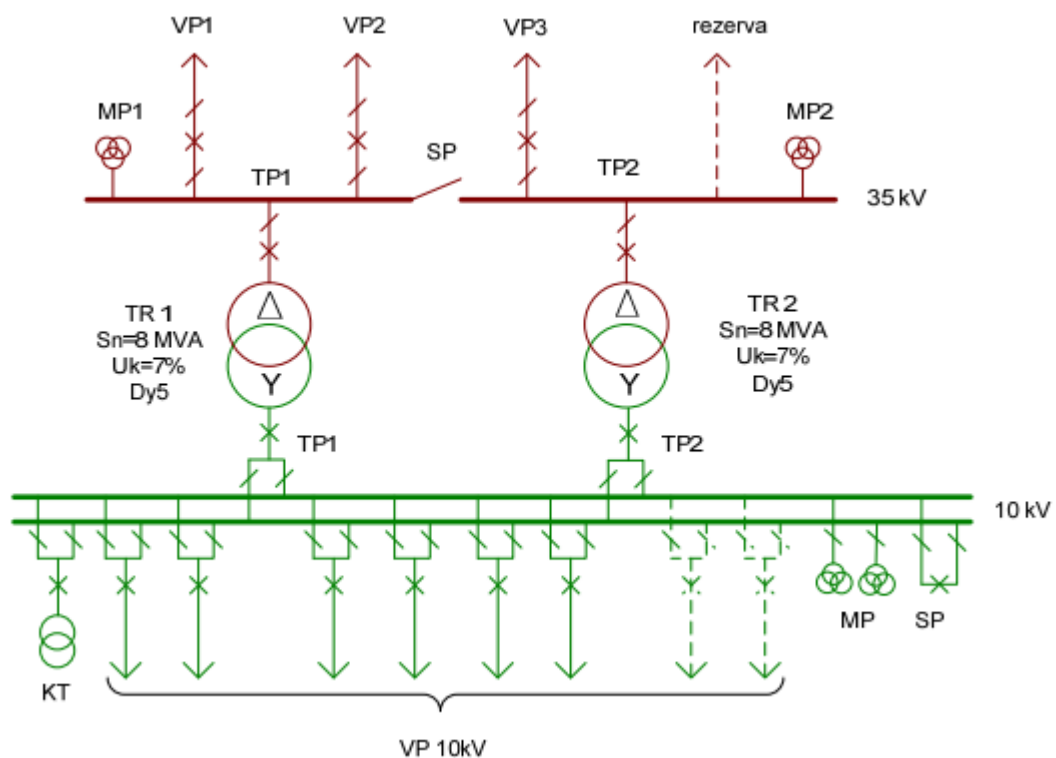 VP1
VP2
VP3
rezerva
MP1
MP2
SP
TP1
TP2
35 kV
Δ
Δ
TR 1
Sn=8 MVA
Uk=7%
Dy5
TR 2
Sn=8 MVA
Uk=7%
Dy5
Y
Y
TP1
TP2
10 kV
MP
SP
KT
VP 10kV